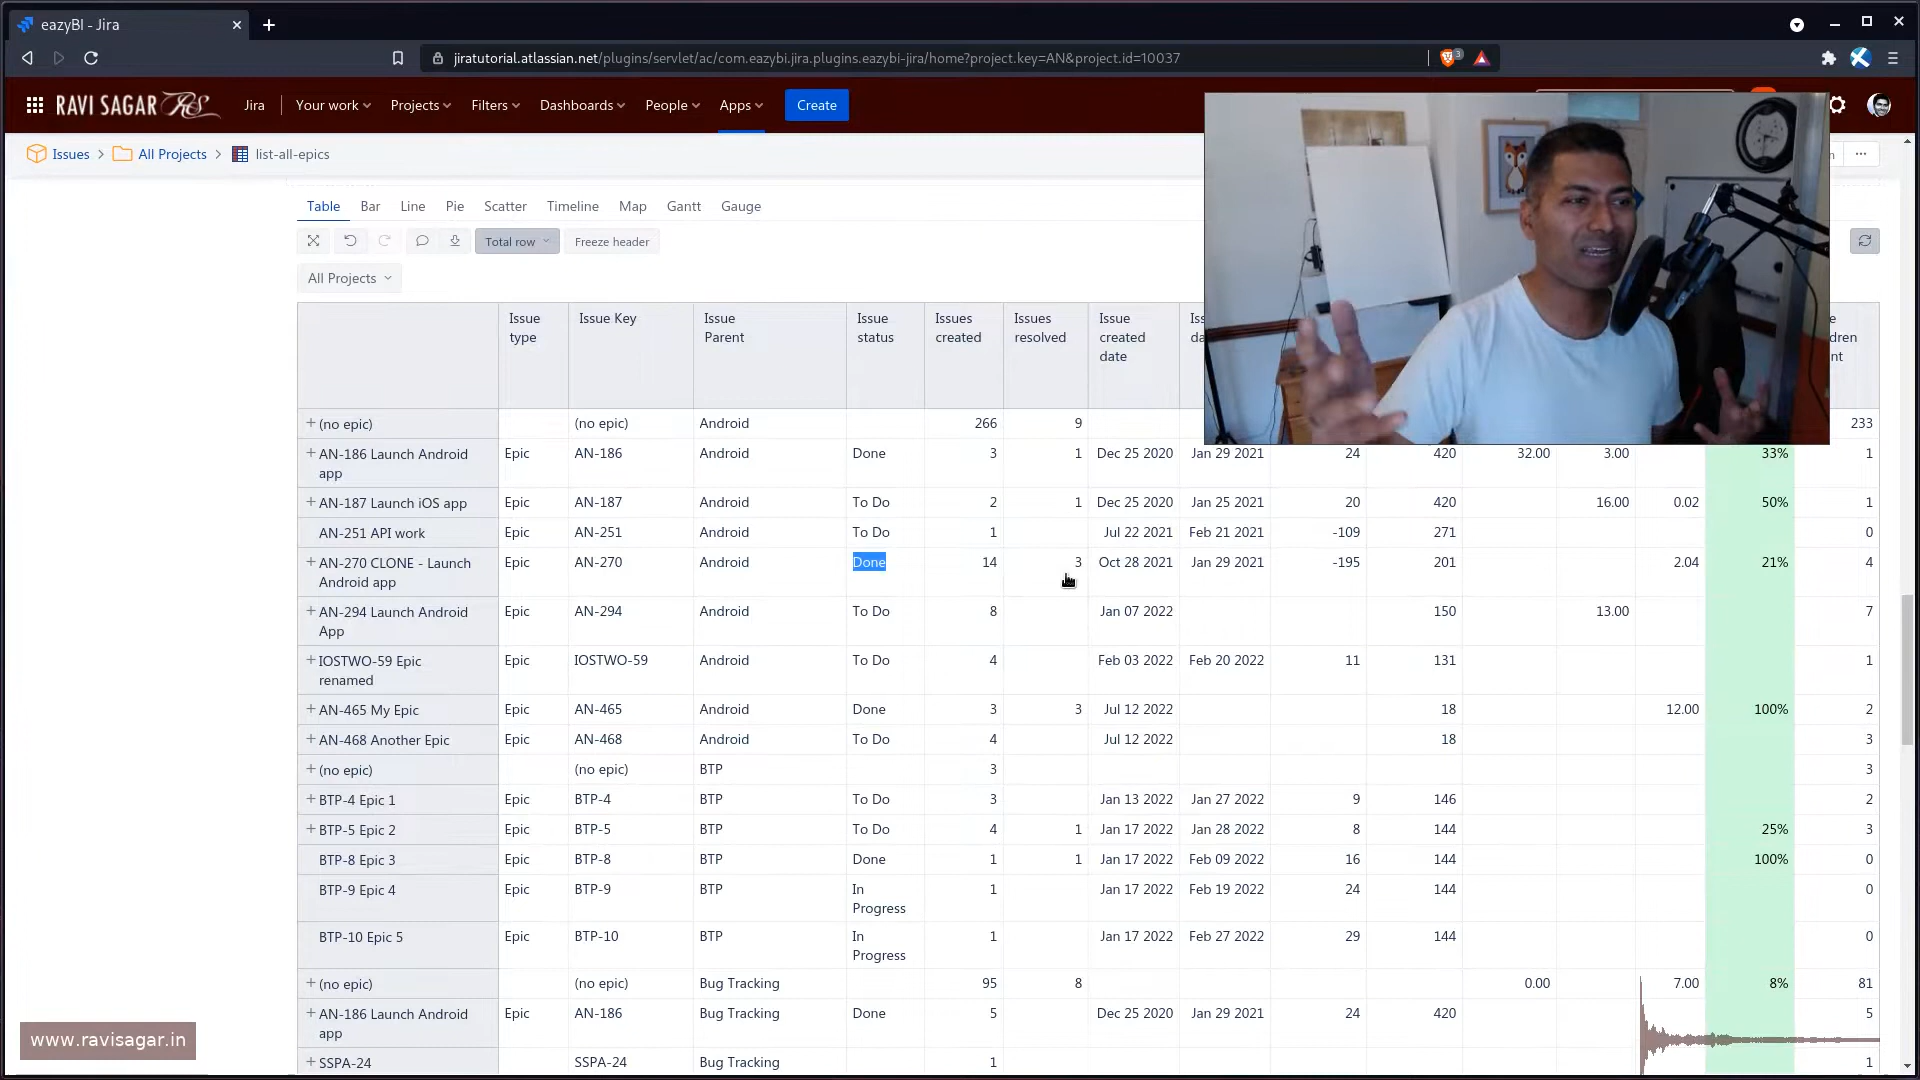 eazyBI - Jira
jiratutorial.atlassian.net/plugins/servlet/ac/com.eazybi.jira.plugins.eazybi-jira/home?project.key=AN&project.id=10037
3
RAVI SAGAR RS Jira Your work Projects Filters Dashboards People Apps Create
Issues All Projects list-all-epics
Table Bar Line Pie Scatter Timeline Map Gantt Gauge
Total row Freeze header
All Projects
Issue type Issue Key Issue Parent Issue status Issues created Issues resolved Issue created date
+ (no epic) (no epic) Android 266 9 233
+ AN-186 Launch Android app Epic AN-186 Android Done 3 1 Dec 25 2020 Jan 29 2021 24 420 32.00 3.00 33% 1
+ AN-187 Launch iOS app Epic AN-187 Android To Do 2 1 Dec 25 2020 Jan 25 2021 20 420 16.00 0.02 50% 1
AN-251 API work Epic AN-251 Android To Do 1 Jul 22 2021 Feb 21 2021 -109 271 0
+ AN-270 CLONE - Launch Android app Epic AN-270 Android Done 14 3 Oct 28 2021 Jan 29 2021 -195 201 2.04 21% 4
+ AN-294 Launch Android App Epic AN-294 Android To Do 8 Jan 07 2022 150 13.00 7
+ IOSTWO-59 Epic renamed Epic IOSTWO-59 Android To Do 4 Feb 03 2022 Feb 20 2022 11 131 1
+ AN-465 My Epic Epic AN-465 Android Done 3 3 Jul 12 2022 18 12.00 100% 2
+ AN-468 Another Epic Epic AN-468 Android To Do 4 Jul 12 2022 18 3
+ (no epic) (no epic) BTP 3 3
+ BTP-4 Epic 1 Epic BTP-4 BTP To Do 3 Jan 13 2022 Jan 27 2022 9 146 2
+ BTP-5 Epic 2 Epic BTP-5 BTP To Do 4 1 Jan 17 2022 Jan 28 2022 8 144 25% 3
BTP-8 Epic 3 Epic BTP-8 BTP Done 1 1 Jan 17 2022 Feb 09 2022 16 144 100% 0
BTP-9 Epic 4 Epic BTP-9 BTP In Progress 1 Jan 17 2022 Feb 19 2022 24 144 0
BTP-10 Epic 5 Epic BTP-10 BTP In Progress 1 Jan 17 2022 Feb 27 2022 29 144 0
+ (no epic) (no epic) Bug Tracking 95 8 0.00 7.00 8% 81
+ AN-186 Launch Android app Epic AN-186 Bug Tracking Done 5 Dec 25 2020 Jan 29 2021 24 420 5
+ SSPA-24 SSPA-24 Bug Tracking 1 1
www.ravisagar.in